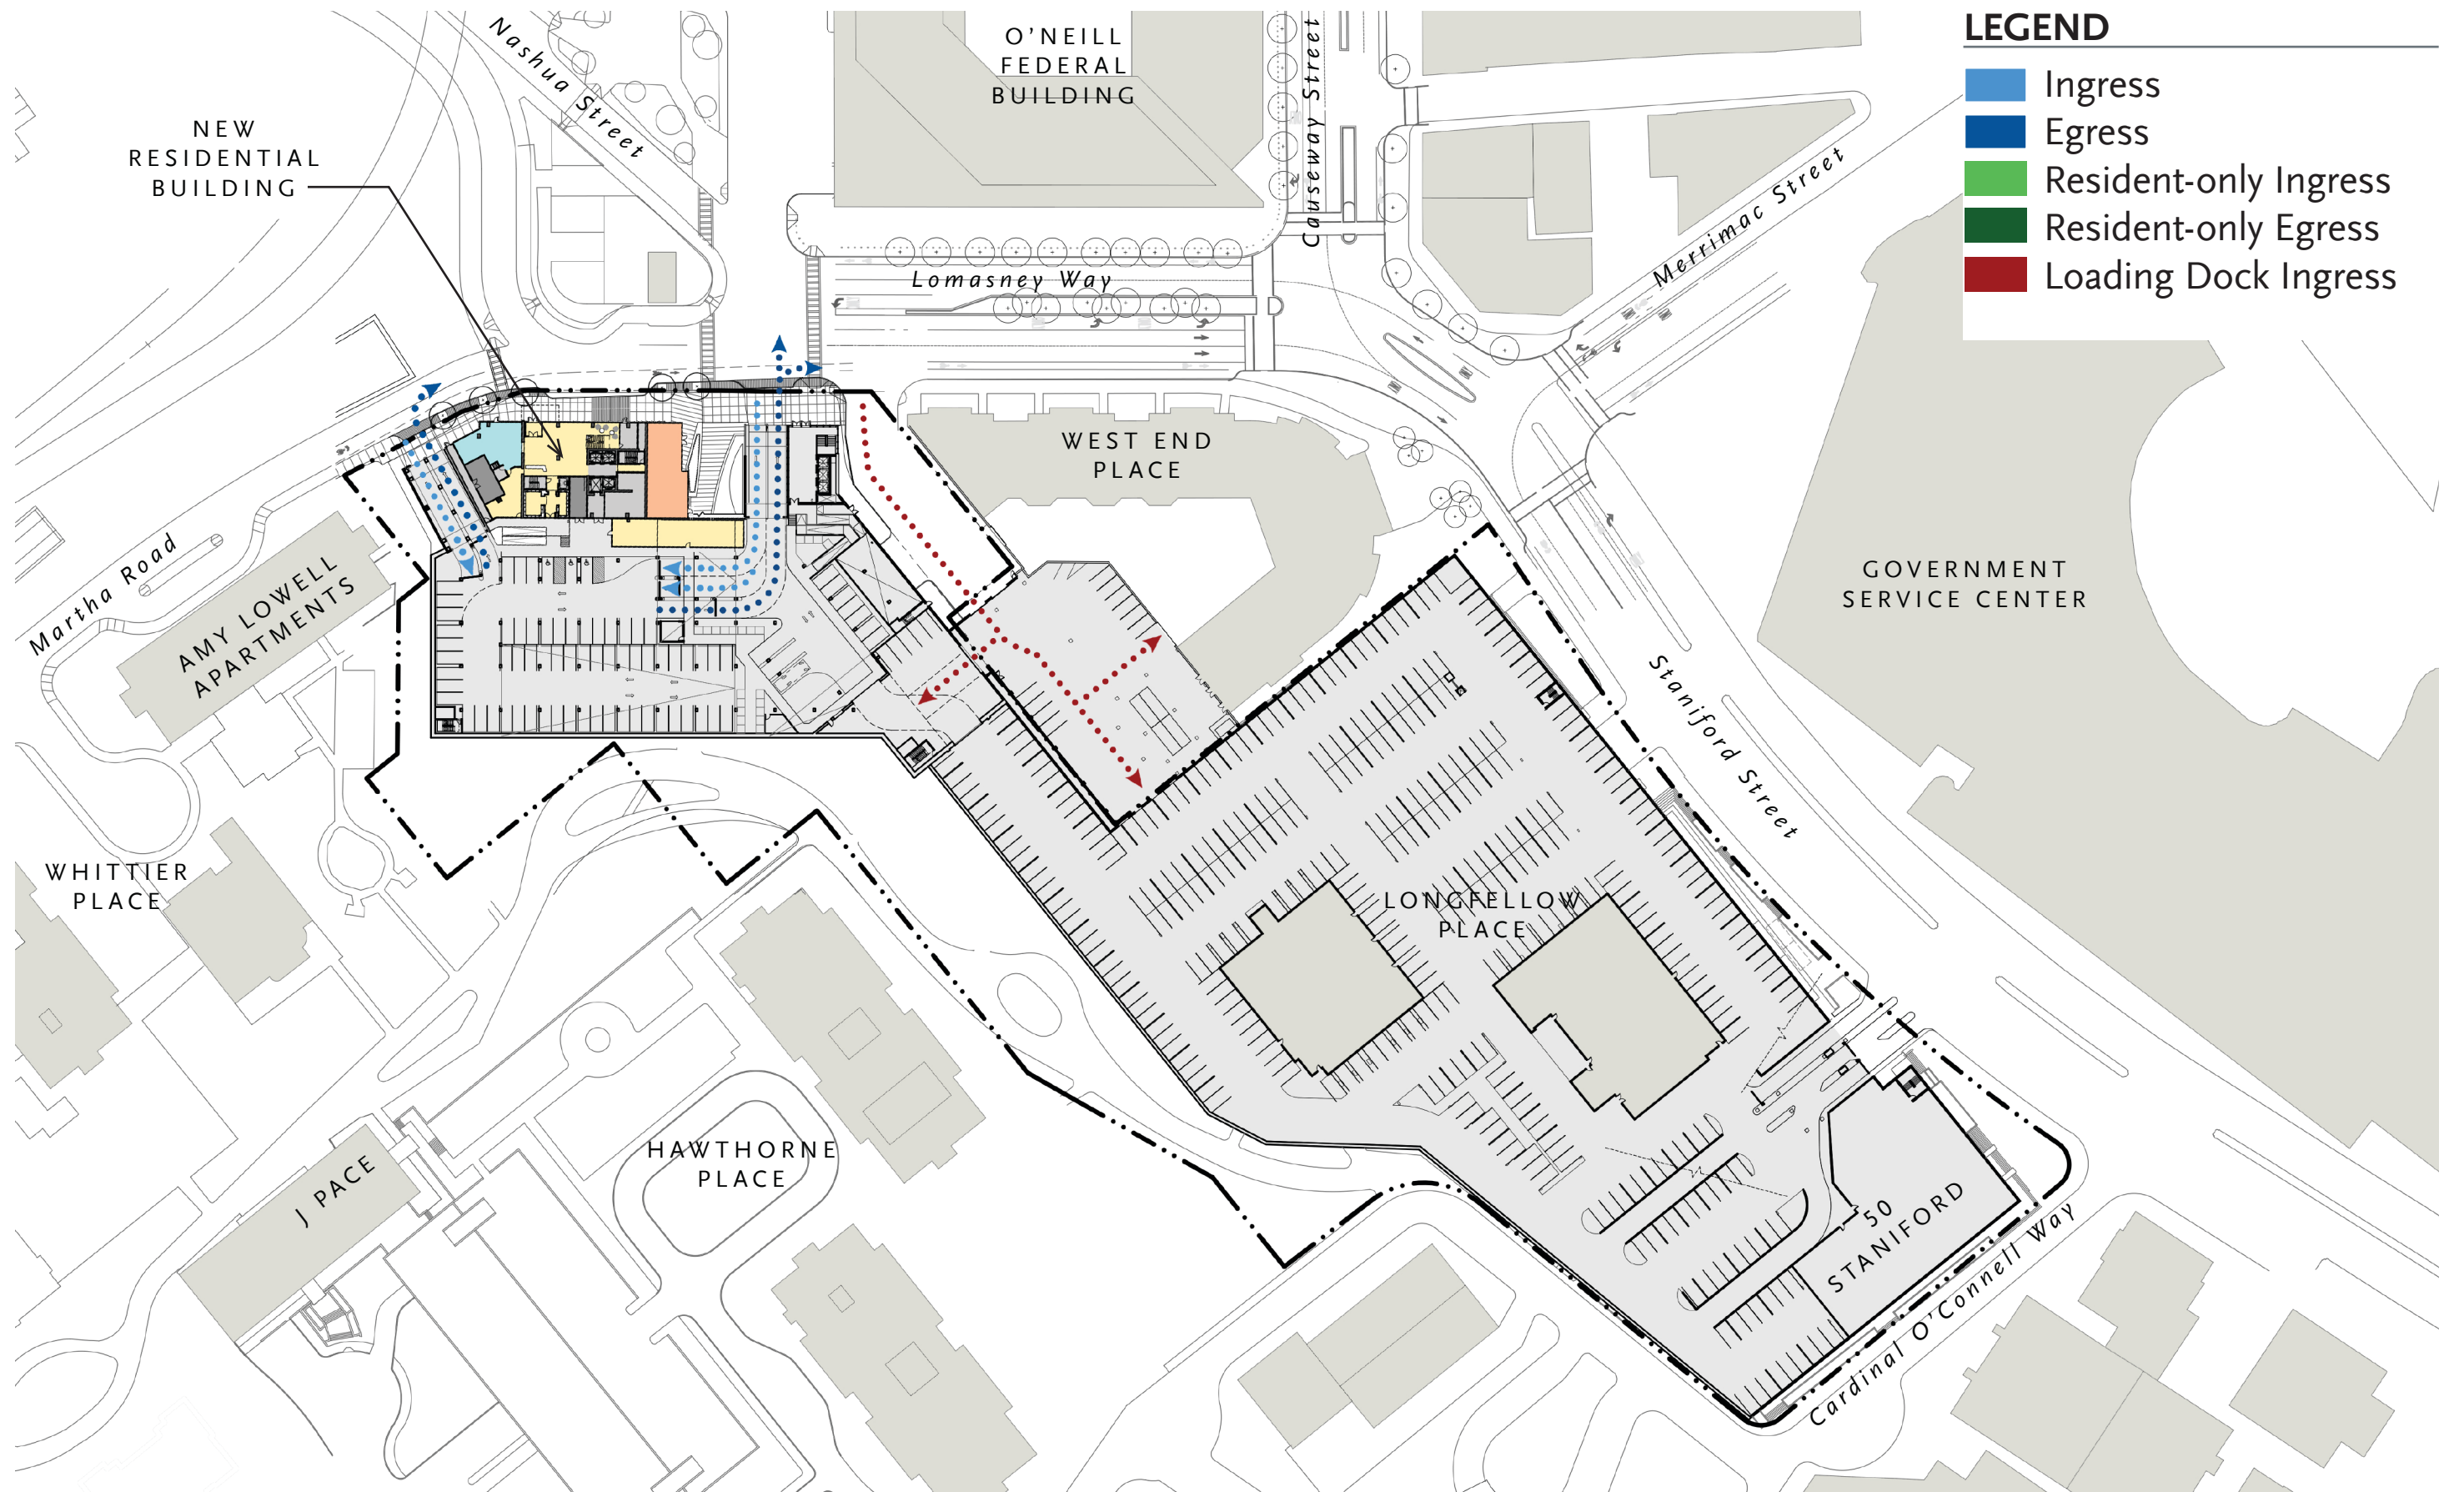 LEGEND
Ingress
Egress
Resident-only Ingress
Resident-only Egress
Loading Dock Ingress
Nashua Street
O'NEILL
FEDERAL
BUILDING
Causeway Street
NEW
RESIDENTIAL
BUILDING
Merrimac Street
Lomasney Way
WEST END
PLACE
GOVERNMENT
SERVICE CENTER
Martha Road
AMY LOWELL
APARTMENTS
Staniford Street
WHITTIER
PLACE
LONGFELLOW
PLACE
HAWTHORNE
PLACE
J PACE
50
STANIFORD
Cardinal O'Connell Way